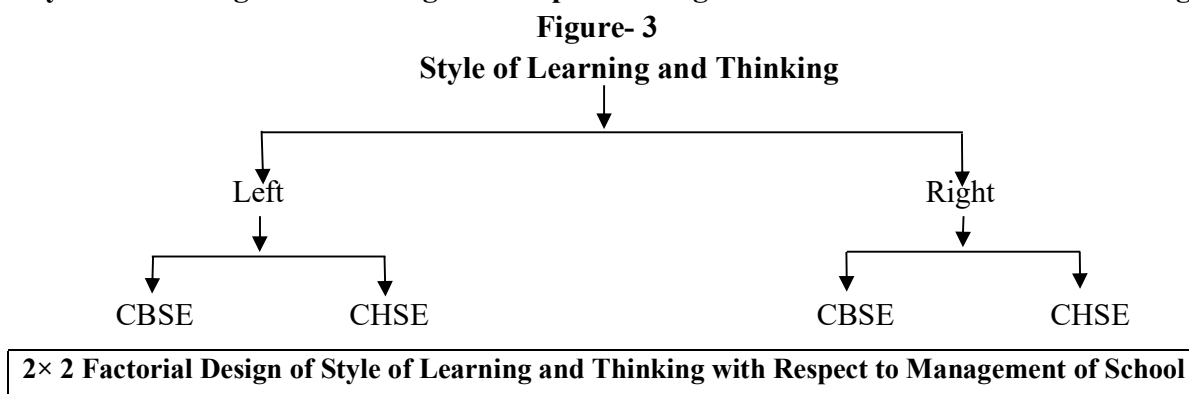 Figure- 3
Style of Learning and Thinking
Left Right
CBSE CHSE CBSE CHSE
2× 2 Factorial Design of Style of Learning and Thinking with Respect to Management of School